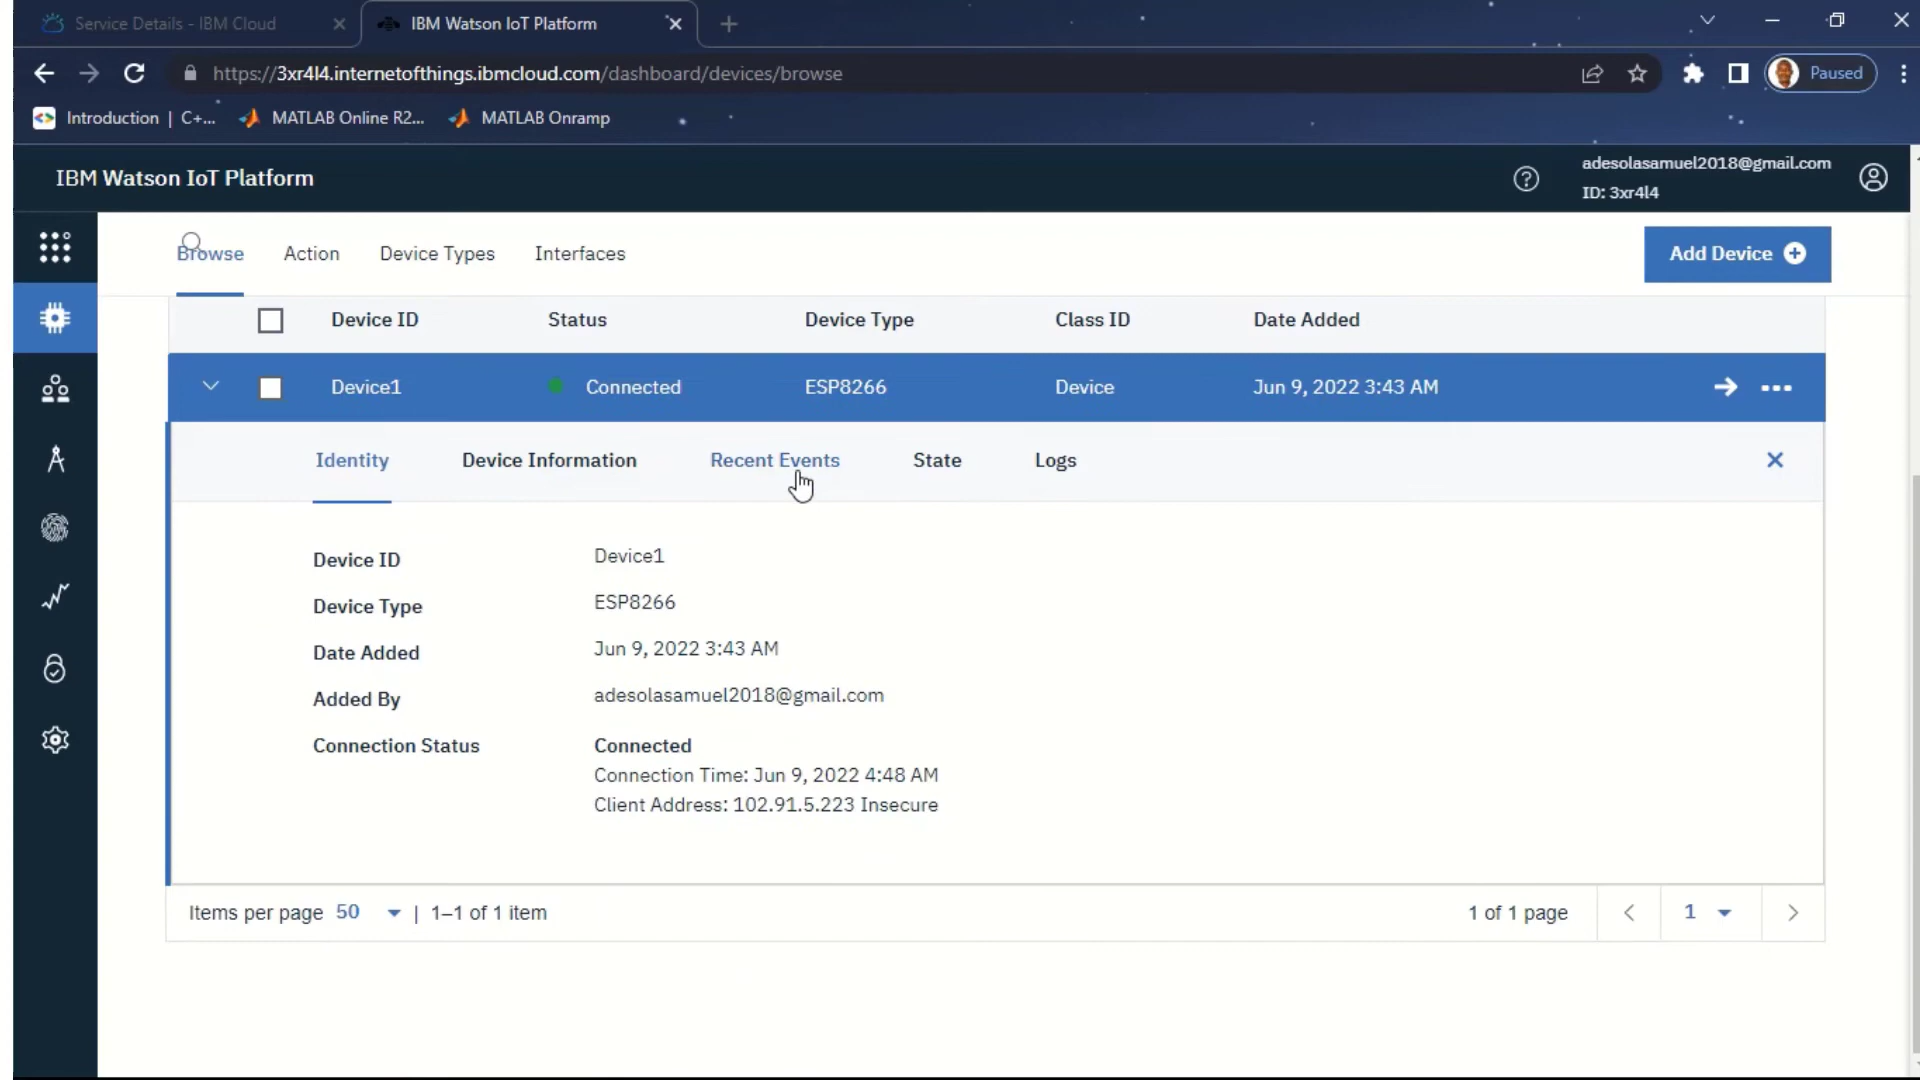 Service Details - IBM Cloud
IBM Watson IoT Platform
https://3xr4l4.internetofthings.ibmcloud.com/dashboard/devices/browse
Paused
Introduction | C+...
MATLAB Online R2...
MATLAB Onramp
IBM Watson IoT Platform
adesolasamuel2018@gmail.com
ID: 3xr4l4
Browse Action Device Types Interfaces
Add Device
Device ID Status Device Type Class ID Date Added
Device1 Connected ESP8266 Device Jun 9, 2022 3:43 AM
Identity Device Information Recent Events State Logs
Device ID Device1
Device Type ESP8266
Date Added Jun 9, 2022 3:43 AM
Added By adesolasamuel2018@gmail.com
Connection Status Connected
Connection Time: Jun 9, 2022 4:48 AM
Client Address: 102.91.5.223 Insecure
Items per page 50 | 1–1 of 1 item
1 of 1 page 1